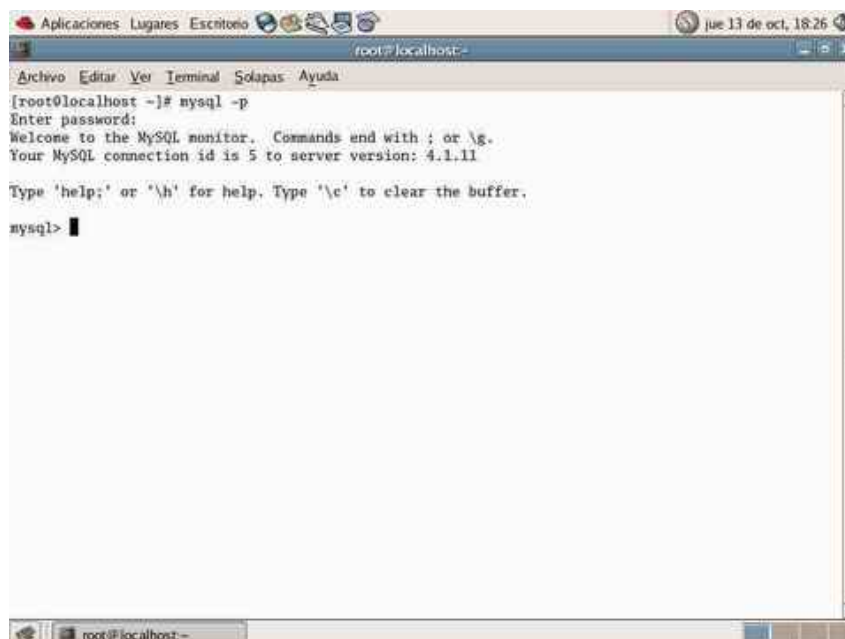 Aplicaciones Lugares Escritorio
jue 13 de oct, 18:26
root@localhost:~
Archivo Editar Ver Terminal Solapas Ayuda
[root@localhost ~]# mysql -p
Enter password:
Welcome to the MySQL monitor.  Commands end with ; or \g.
Your MySQL connection id is 5 to server version: 4.1.11
Type 'help;' or '\h' for help. Type '\c' to clear the buffer.
mysql>
root@localhost:~